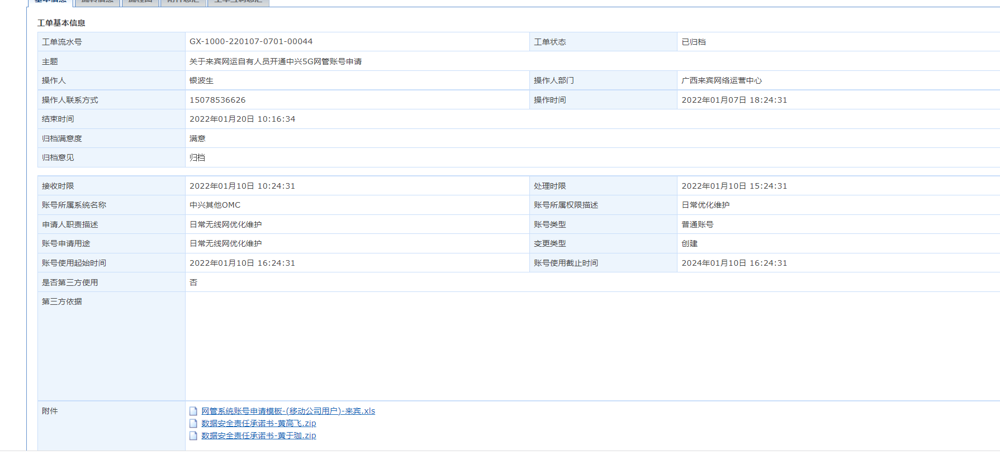 基本信息 流转信息 流程图 附件总汇
工单基本信息
工单流水号 GX-1000-220107-0701-00044 工单状态 已归档
主题 关于来宾网运自有人员开通中兴5G网管账号申请
操作人 银波生 操作人部门 广西来宾网络运营中心
操作人联系方式 15078536626 操作时间 2022年01月07日 18:24:31
结束时间 2022年01月20日 10:16:34
归档满意度 满意
归档意见 归档
接收时限 2022年01月10日 10:24:31 处理时限 2022年01月10日 15:24:31
账号所属系统名称 中兴其他OMC 账号所属权限描述 日常优化维护
申请人职责描述 日常无线网优化维护 账号类型 普通账号
账号申请用途 日常无线网优化维护 变更类型 创建
账号使用起始时间 2022年01月10日 16:24:31 账号使用截止时间 2024年01月10日 16:24:31
是否第三方使用 否
第三方依据
附件 网管系统账号申请模板-(移动公司用户)-来宾.xls
数据安全责任承诺书-黄高飞.zip
数据安全责任承诺书-黄于珈.zip